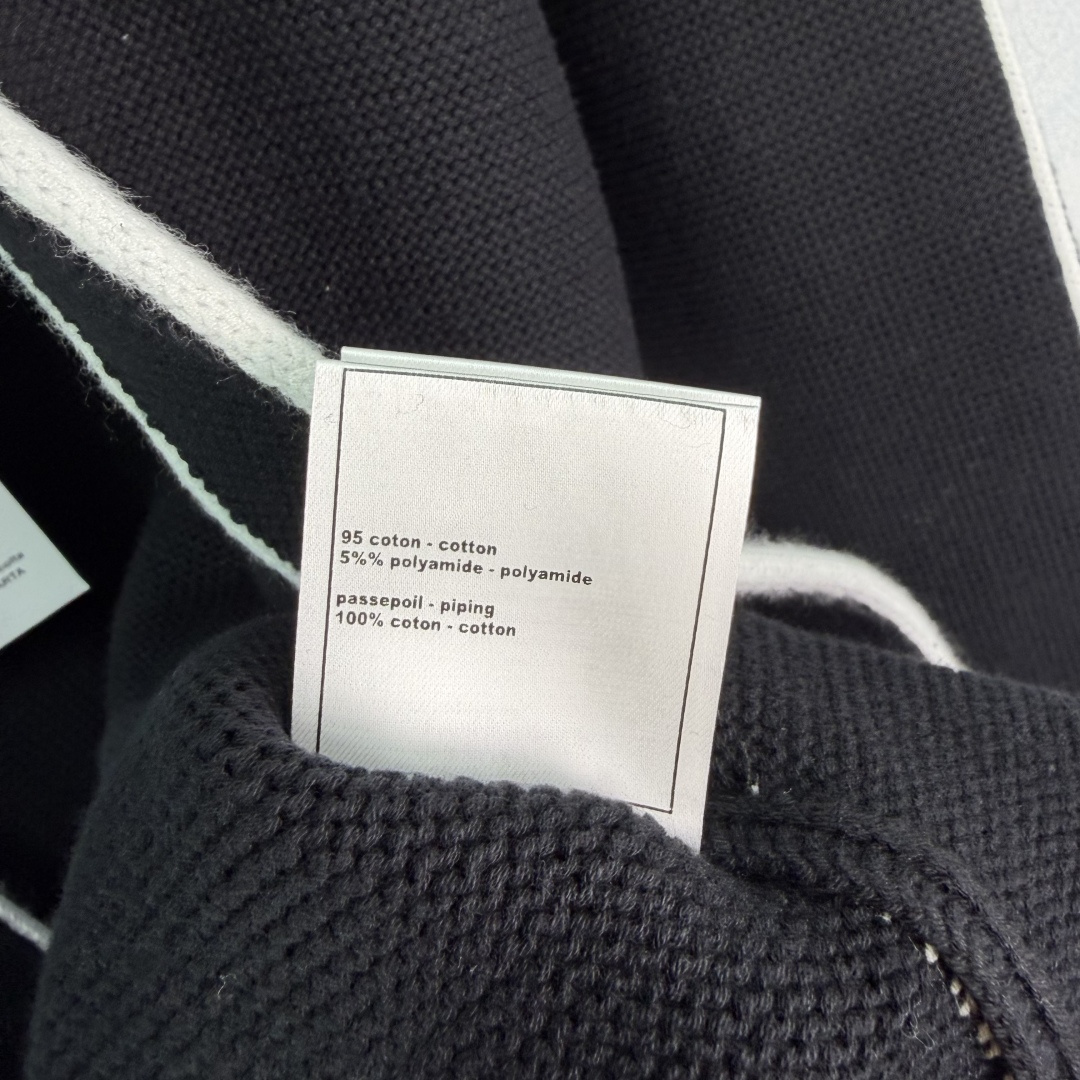 95 coton - cotton
5%% polyamide - polyamide
passepoil - piping
100% coton - cotton